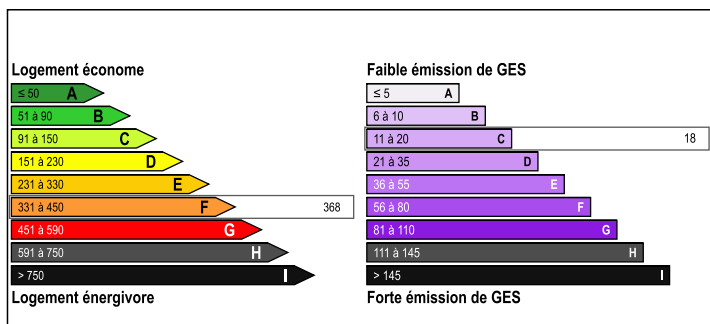 Logement économe
≤ 50 A
51 à 90 B
91 à 150 C
151 à 230 D
231 à 330 E
331 à 450 F 368
451 à 590 G
591 à 750 H
> 750 I
Logement énergivore
Faible émission de GES
≤ 5 A
6 à 10 B
11 à 20 C 18
21 à 35 D
36 à 55 E
56 à 80 F
81 à 110 G
111 à 145 H
> 145 I
Forte émission de GES